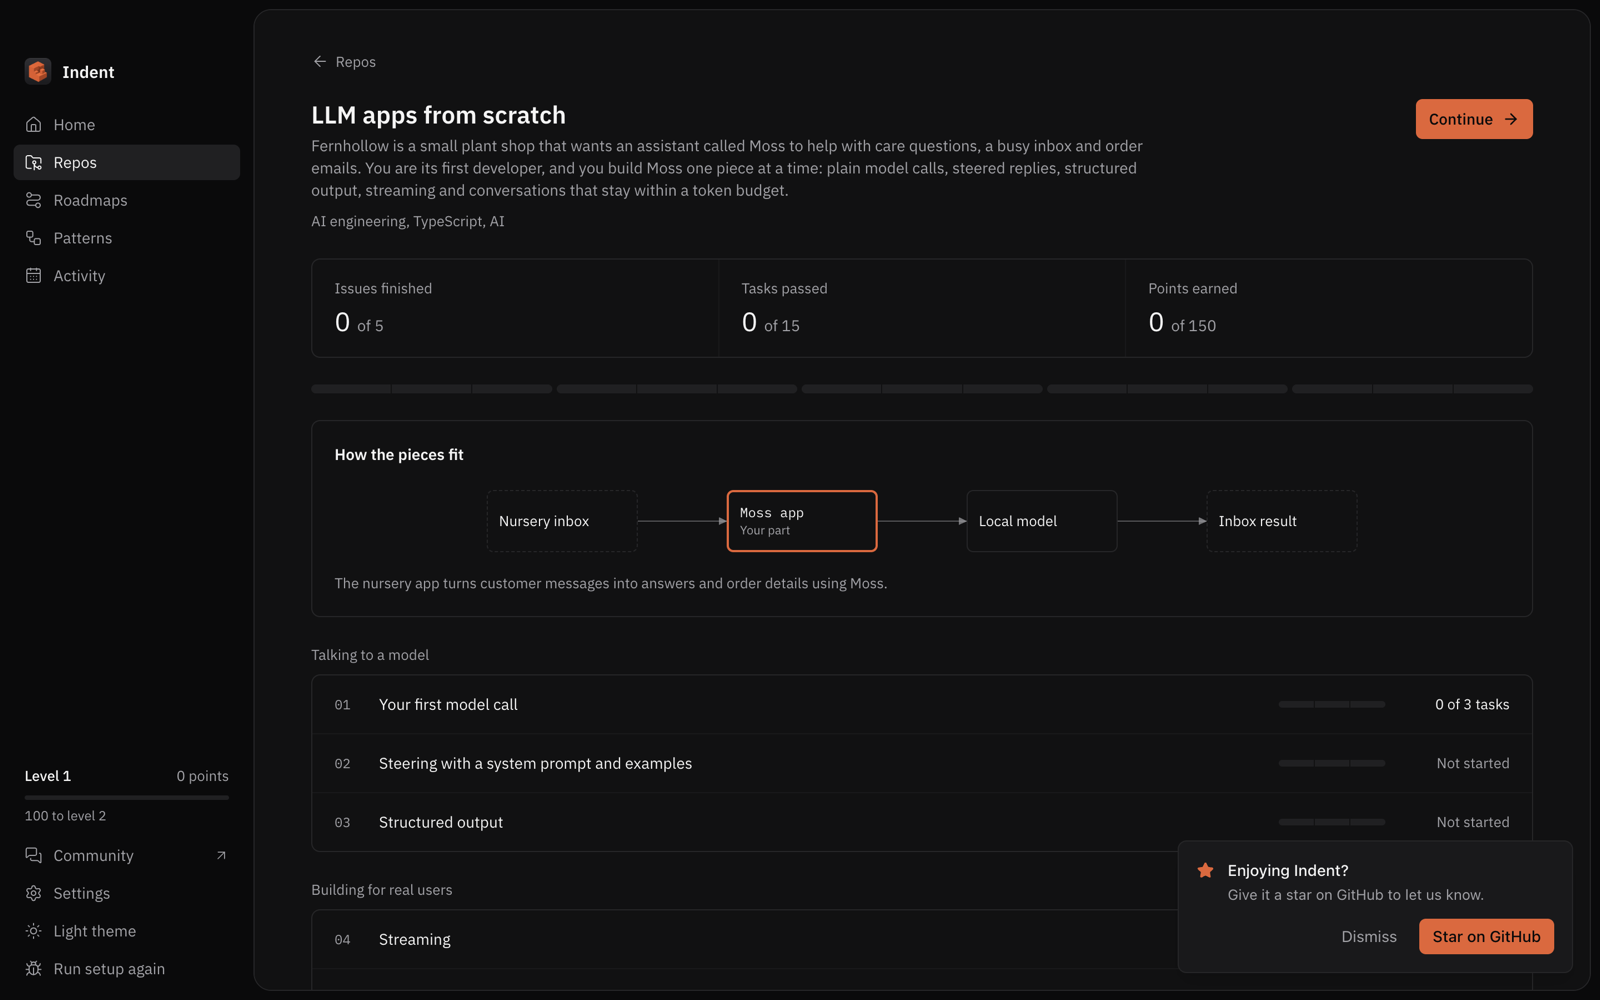 Indent
Home
Repos
Roadmaps
Patterns
Activity
Level 1
0 points
100 to level 2
Community
Settings
Light theme
Run setup again
Repos
LLM apps from scratch
Continue
Fernhollow is a small plant shop that wants an assistant called Moss to help with care questions, a busy inbox and order
emails. You are its first developer, and you build Moss one piece at a time: plain model calls, steered replies, structured
output, streaming and conversations that stay within a token budget.
AI engineering, TypeScript, AI
Issues finished
0 of 5
Tasks passed
0 of 15
Points earned
0 of 150
How the pieces fit
Nursery inbox
Moss app
Your part
Local model
Inbox result
The nursery app turns customer messages into answers and order details using Moss.
Talking to a model
01 Your first model call 0 of 3 tasks
02 Steering with a system prompt and examples Not started
03 Structured output Not started
Building for real users
04 Streaming
Enjoying Indent?
Give it a star on GitHub to let us know.
Dismiss
Star on GitHub